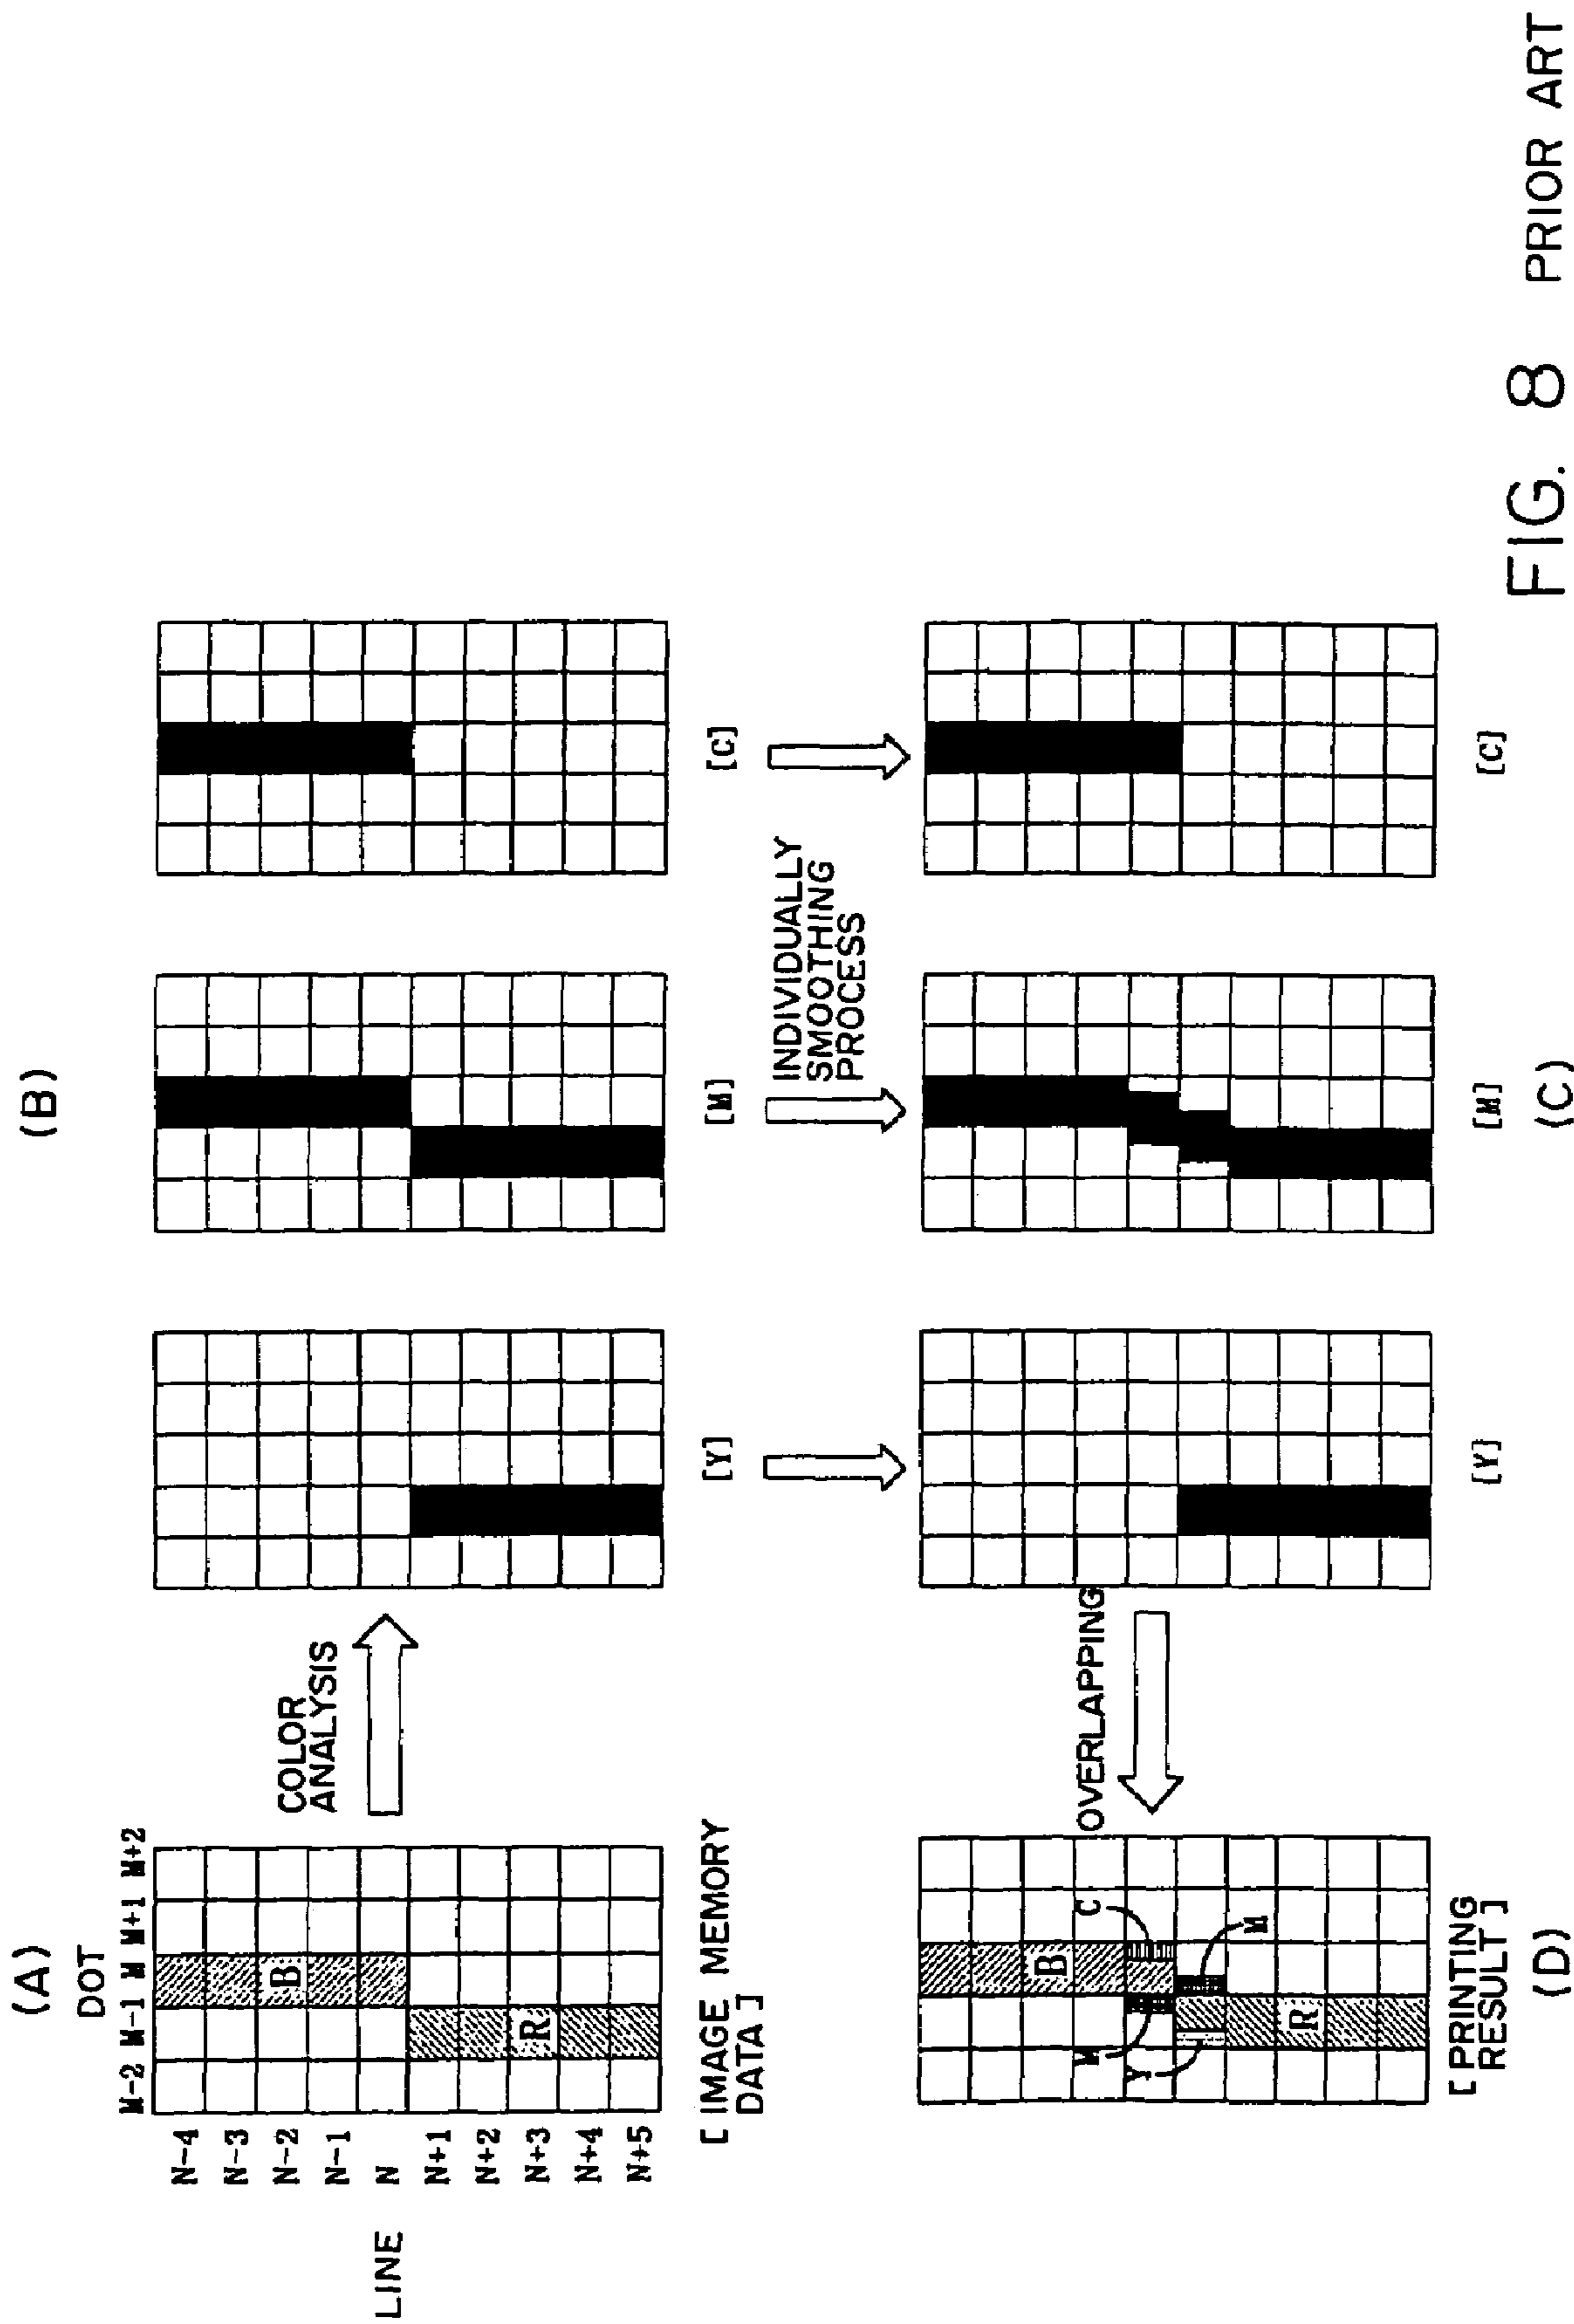 (A)
DOT
M-2 M-1 M M+1 M+2
LINE
N-4
N-3
N-2
N-1
N
N+1
N+2
N+3
N+4
N+5
B
R
[ IMAGE MEMORY
DATA ]
COLOR
ANALYSIS
(B)
[Y]
[M]
[C]
INDIVIDUALLY
SMOOTHING
PROCESS
[Y]
[M]
[C]
(C)
OVERLAPPING
B
C
M
M
Y
R
[ PRINTING
RESULT ]
(D)
FIG. 8 PRIOR ART